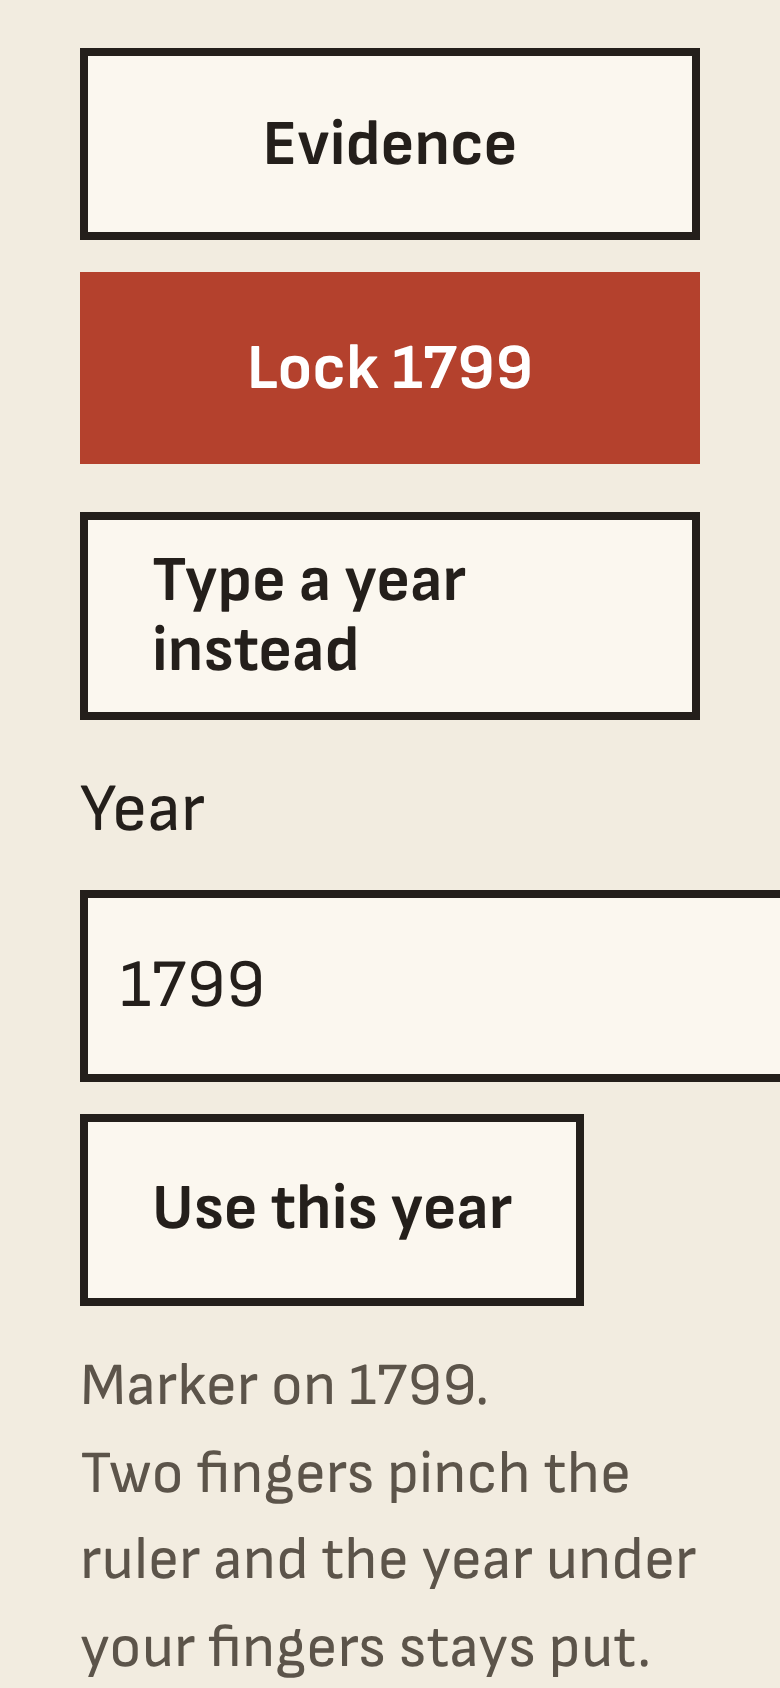 Evidence
Lock 1799
Type a year
instead
Year
1799
Use this year
Marker on 1799.
Two fingers pinch the
ruler and the year under
your fingers stays put.